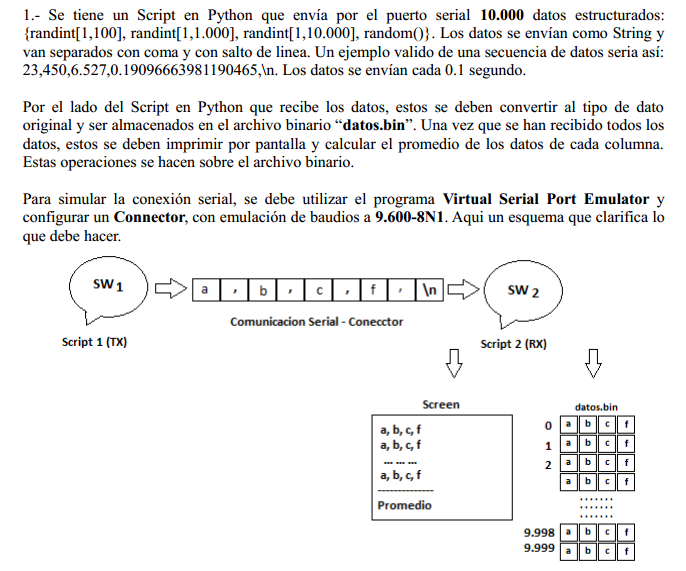 1.- Se tiene un Script en Python que envía por el puerto serial 10.000 datos estructurados:
{randint[1,100], randint[1,1.000], randint[1,10.000], random()}. Los datos se envían como String y
van separados con coma y con salto de linea. Un ejemplo valido de una secuencia de datos seria así:
23,450,6.527,0.19096663981190465,\n. Los datos se envían cada 0.1 segundo.
Por el lado del Script en Python que recibe los datos, estos se deben convertir al tipo de dato
original y ser almacenados en el archivo binario “datos.bin”. Una vez que se han recibido todos los
datos, estos se deben imprimir por pantalla y calcular el promedio de los datos de cada columna.
Estas operaciones se hacen sobre el archivo binario.
Para simular la conexión serial, se debe utilizar el programa Virtual Serial Port Emulator y
configurar un Connector, con emulación de baudios a 9.600-8N1. Aqui un esquema que clarifica lo
que debe hacer.
SW1
a , b , c , f , \n
SW 2
Comunicacion Serial - Conecctor
Script 1 (TX)
Script 2 (RX)
Screen
a, b, c, f
a, b, c, f
... ... ...
a, b, c, f
--------------
Promedio
datos.bin
0 a b c f
1 a b c f
2 a b c f
a b c f
.......
.......
.......
9.998 a b c f
9.999 a b c f